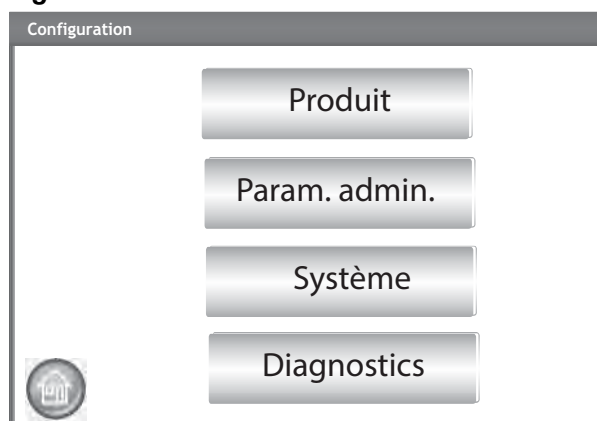 Configuration
Produit
Param. admin.
Système
Diagnostics